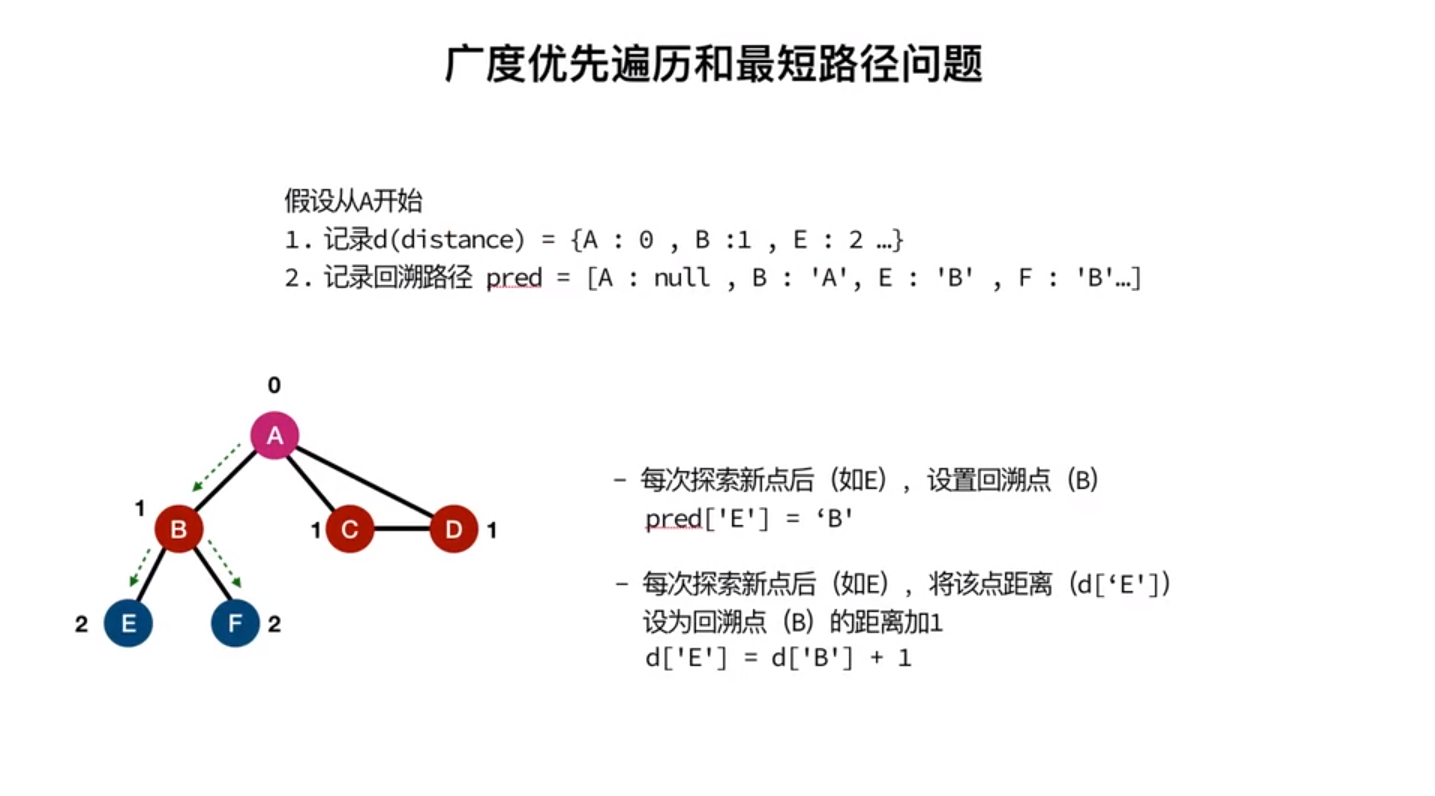 广度优先遍历和最短路径问题
假设从A开始
1. 记录d(distance) = {A : 0 , B :1 , E : 2 …}
2. 记录回溯路径 pred = [A : null , B : 'A', E : 'B' , F : 'B'…]
0
A
1
B
1
C
D
1
2
E
F
2
- 每次探索新点后（如E），设置回溯点（B）
pred['E'] = ‘B'
- 每次探索新点后（如E），将该点距离（d[‘E']）
设为回溯点（B）的距离加1
d['E'] = d['B'] + 1